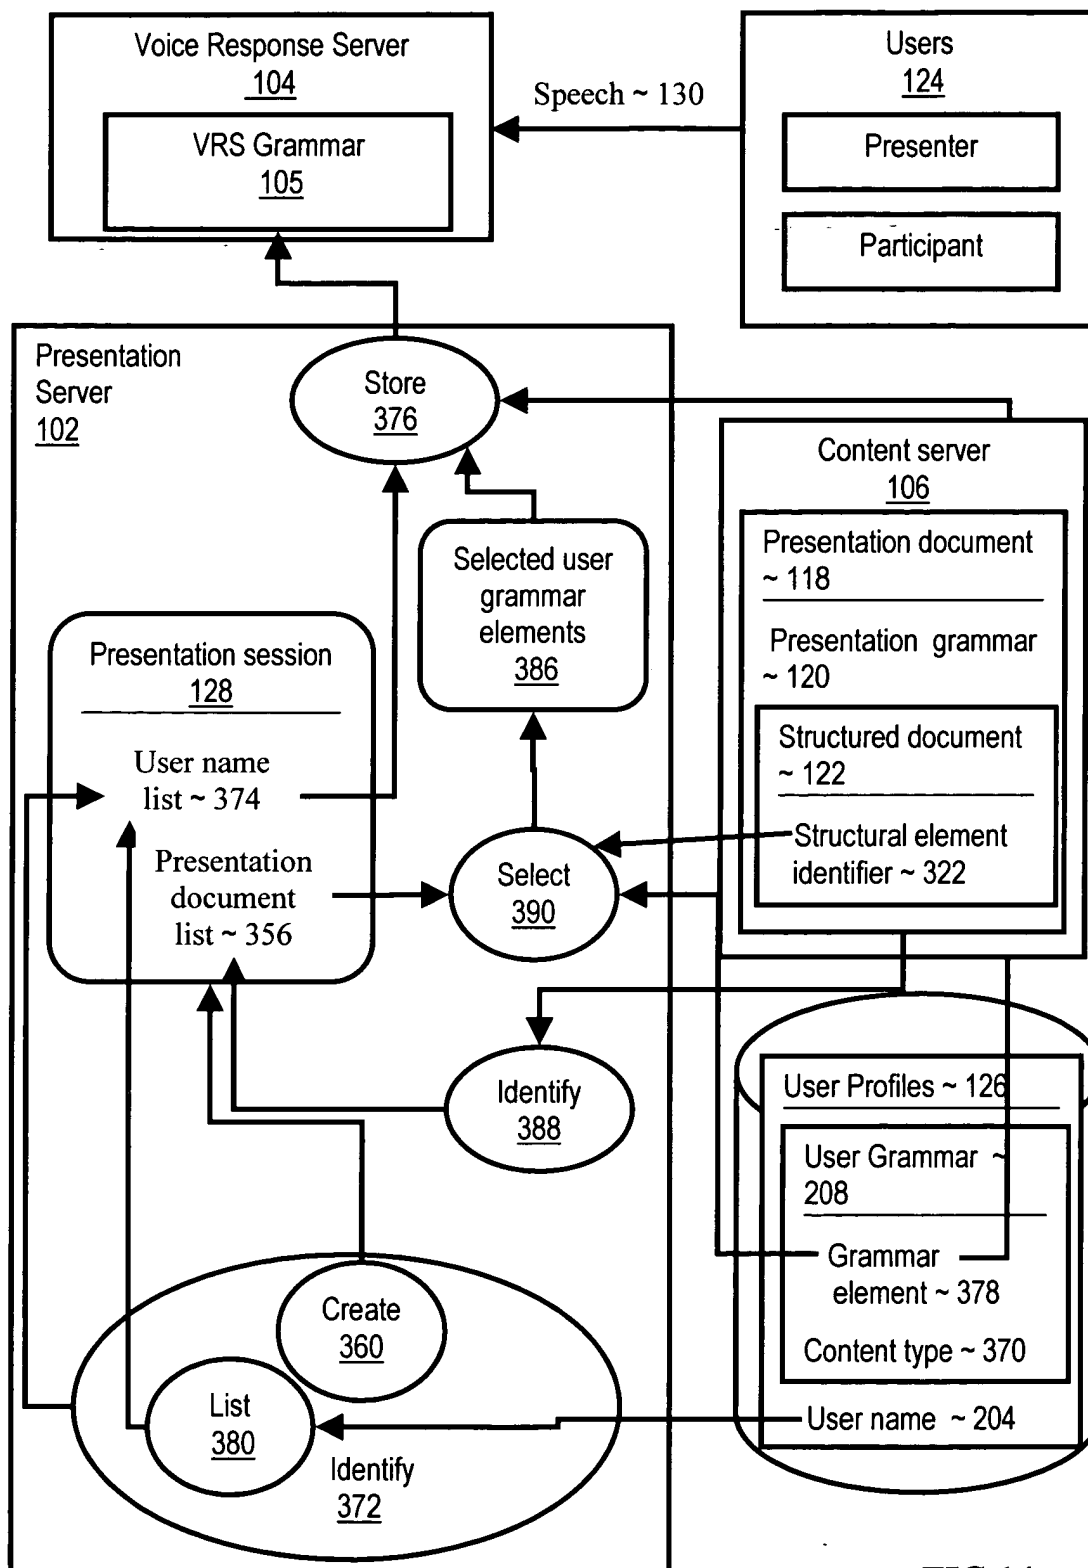 Voice Response Server
104
VRS Grammar
105
Speech ~ 130
Users
124
Presenter
Participant
Presentation
Server
102
Store
376
Content server
106
Presentation document
~ 118
Presentation grammar
~ 120
Structured document
~ 122
Structural element
identifier ~ 322
Selected user
grammar
elements
386
Presentation session
128
User name
list ~ 374
Presentation
document
list ~ 356
Select
390
Identify
388
User Profiles ~ 126
User Grammar ~
208
Grammar
element ~ 378
Content type ~ 370
User name ~ 204
Create
360
List
380
Identify
372